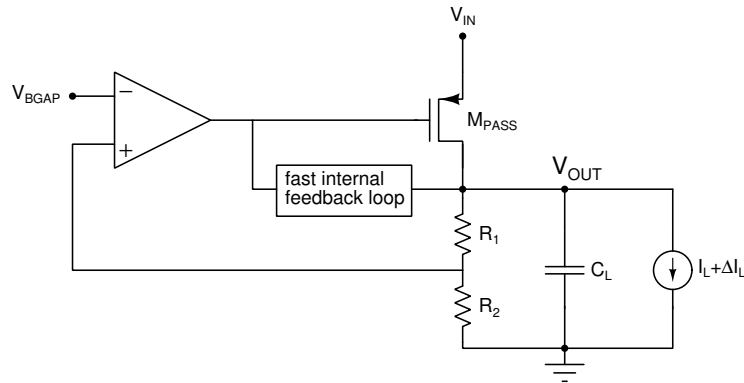 V_IN
V_BGAP
−
+
M_PASS
fast internal
feedback loop
V_OUT
R_1
C_L
I_L+ΔI_L
R_2